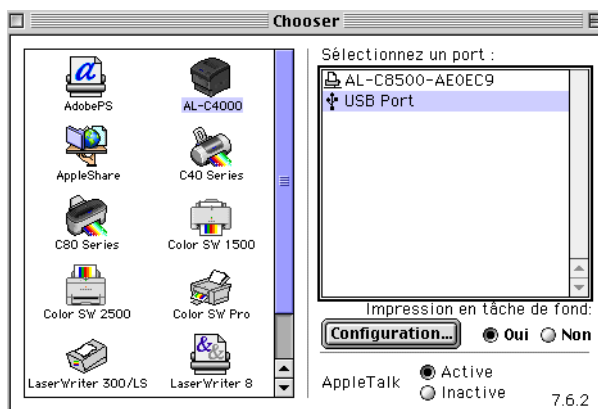 Chooser
AdobePS
AL-C4000
AppleShare
C40 Series
C80 Series
Color SW 1500
Color SW 2500
Color SW Pro
LaserWriter 300/LS
LaserWriter 8
Sélectionnez un port :
AL-C8500-AE0EC9
USB Port
Impression en tâche de fond:
Configuration...
Oui
Non
AppleTalk
Active
Inactive
7.6.2